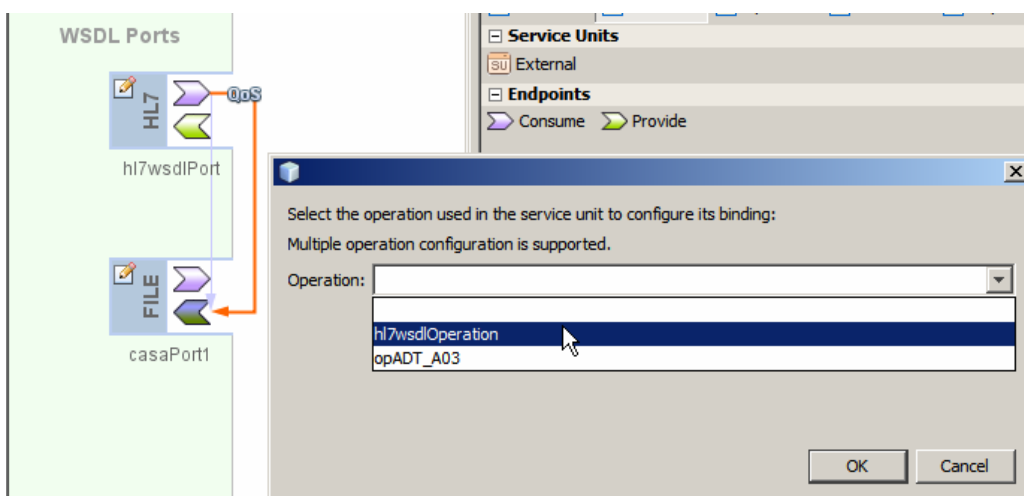 WSDL Ports
HL7
QoS
hl7wsdlPort
FILE
casaPort1
Service Units
SU External
Endpoints
Consume Provide
Select the operation used in the service unit to configure its binding:
Multiple operation configuration is supported.
Operation:
hl7wsdlOperation
opADT_A03
OK Cancel